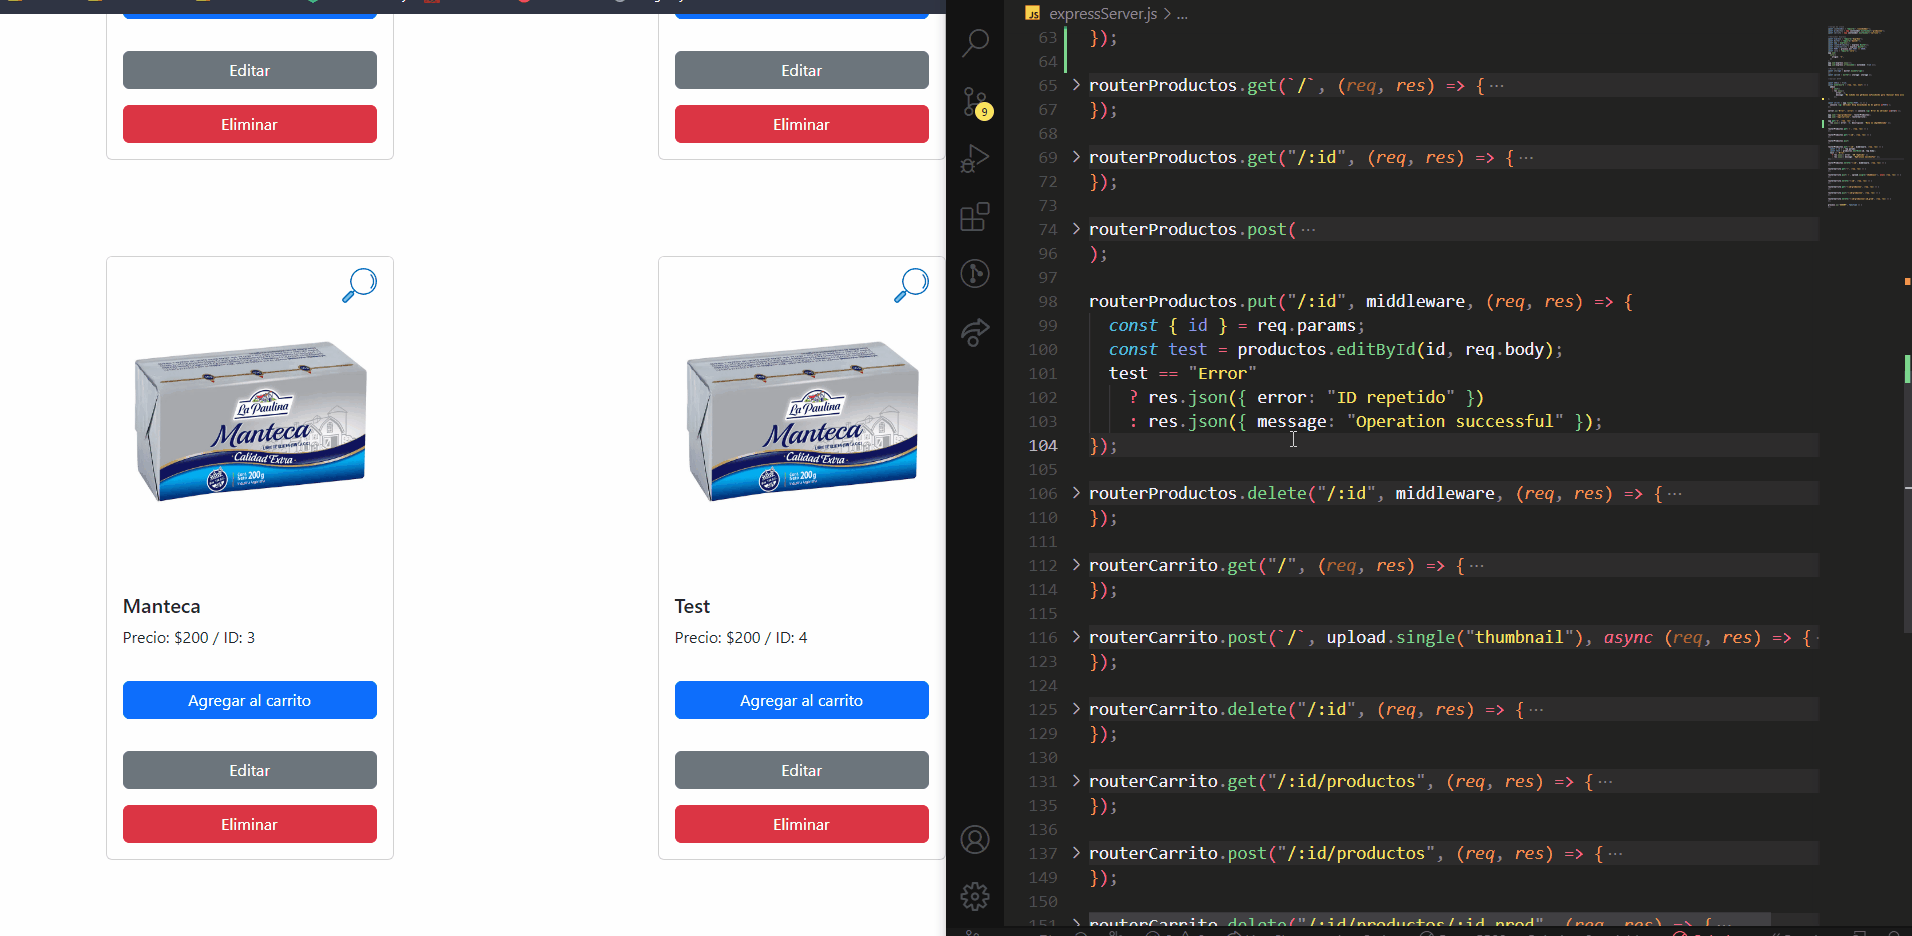 Editar
Editar
Eliminar
Eliminar
La Paulina
Manteca
Calidad Extra
200g
La Paulina
Manteca
Calidad Extra
200g
Manteca
Test
Precio: $200 / ID: 3
Precio: $200 / ID: 4
Agregar al carrito
Agregar al carrito
Editar
Editar
Eliminar
Eliminar
9
JS expressServer.js > ...
63 });
64
65 > routerProductos.get(`/`, (req, res) => { ···
67 });
68
69 > routerProductos.get("/:id", (req, res) => { ···
72 });
73
74 > routerProductos.post( ···
96 );
97
98 routerProductos.put("/:id", middleware, (req, res) => {
99 const { id } = req.params;
100 const test = productos.editById(id, req.body);
101 test == "Error"
102 ? res.json({ error: "ID repetido" })
103 : res.json({ message: "Operation successful" });
104 });
105
106 > routerProductos.delete("/:id", middleware, (req, res) => { ···
110 });
111
112 > routerCarrito.get("/", (req, res) => { ···
114 });
115
116 > routerCarrito.post(`/`, upload.single("thumbnail"), async (req, res) => {
123 });
124
125 > routerCarrito.delete("/:id", (req, res) => { ···
129 });
130
131 > routerCarrito.get("/:id/productos", (req, res) => { ···
135 });
136
137 > routerCarrito.post("/:id/productos", (req, res) => { ···
149 });
150
151 > routerCarrito.delete("/:id/productos/:id_prod", (req, res) => { ···